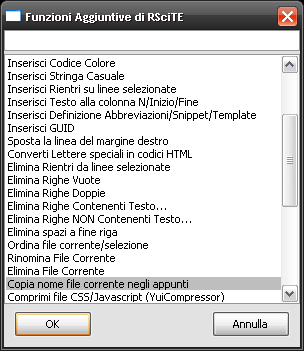 Funzioni Aggiuntive di RSciTE
Inserisci Codice Colore
Inserisci Stringa Casuale
Inserisci Rientri su linee selezionate
Inserisci Testo alla colonna N/Inizio/Fine
Inserisci Definizione Abbreviazioni/Snippet/Template
Inserisci GUID
Sposta la linea del margine destro
Converti Lettere speciali in codici HTML
Elimina Rientri da linee selezionate
Elimina Righe Vuote
Elimina Righe Doppie
Elimina Righe Contenenti Testo...
Elimina Righe NON Contenenti Testo...
Elimina spazi a fine riga
Ordina file corrente/selezione
Rinomina File Corrente
Elimina File Corrente
Copia nome file corrente negli appunti
Comprimi file CSS/Javascript (YuiCompressor)
OK
Annulla